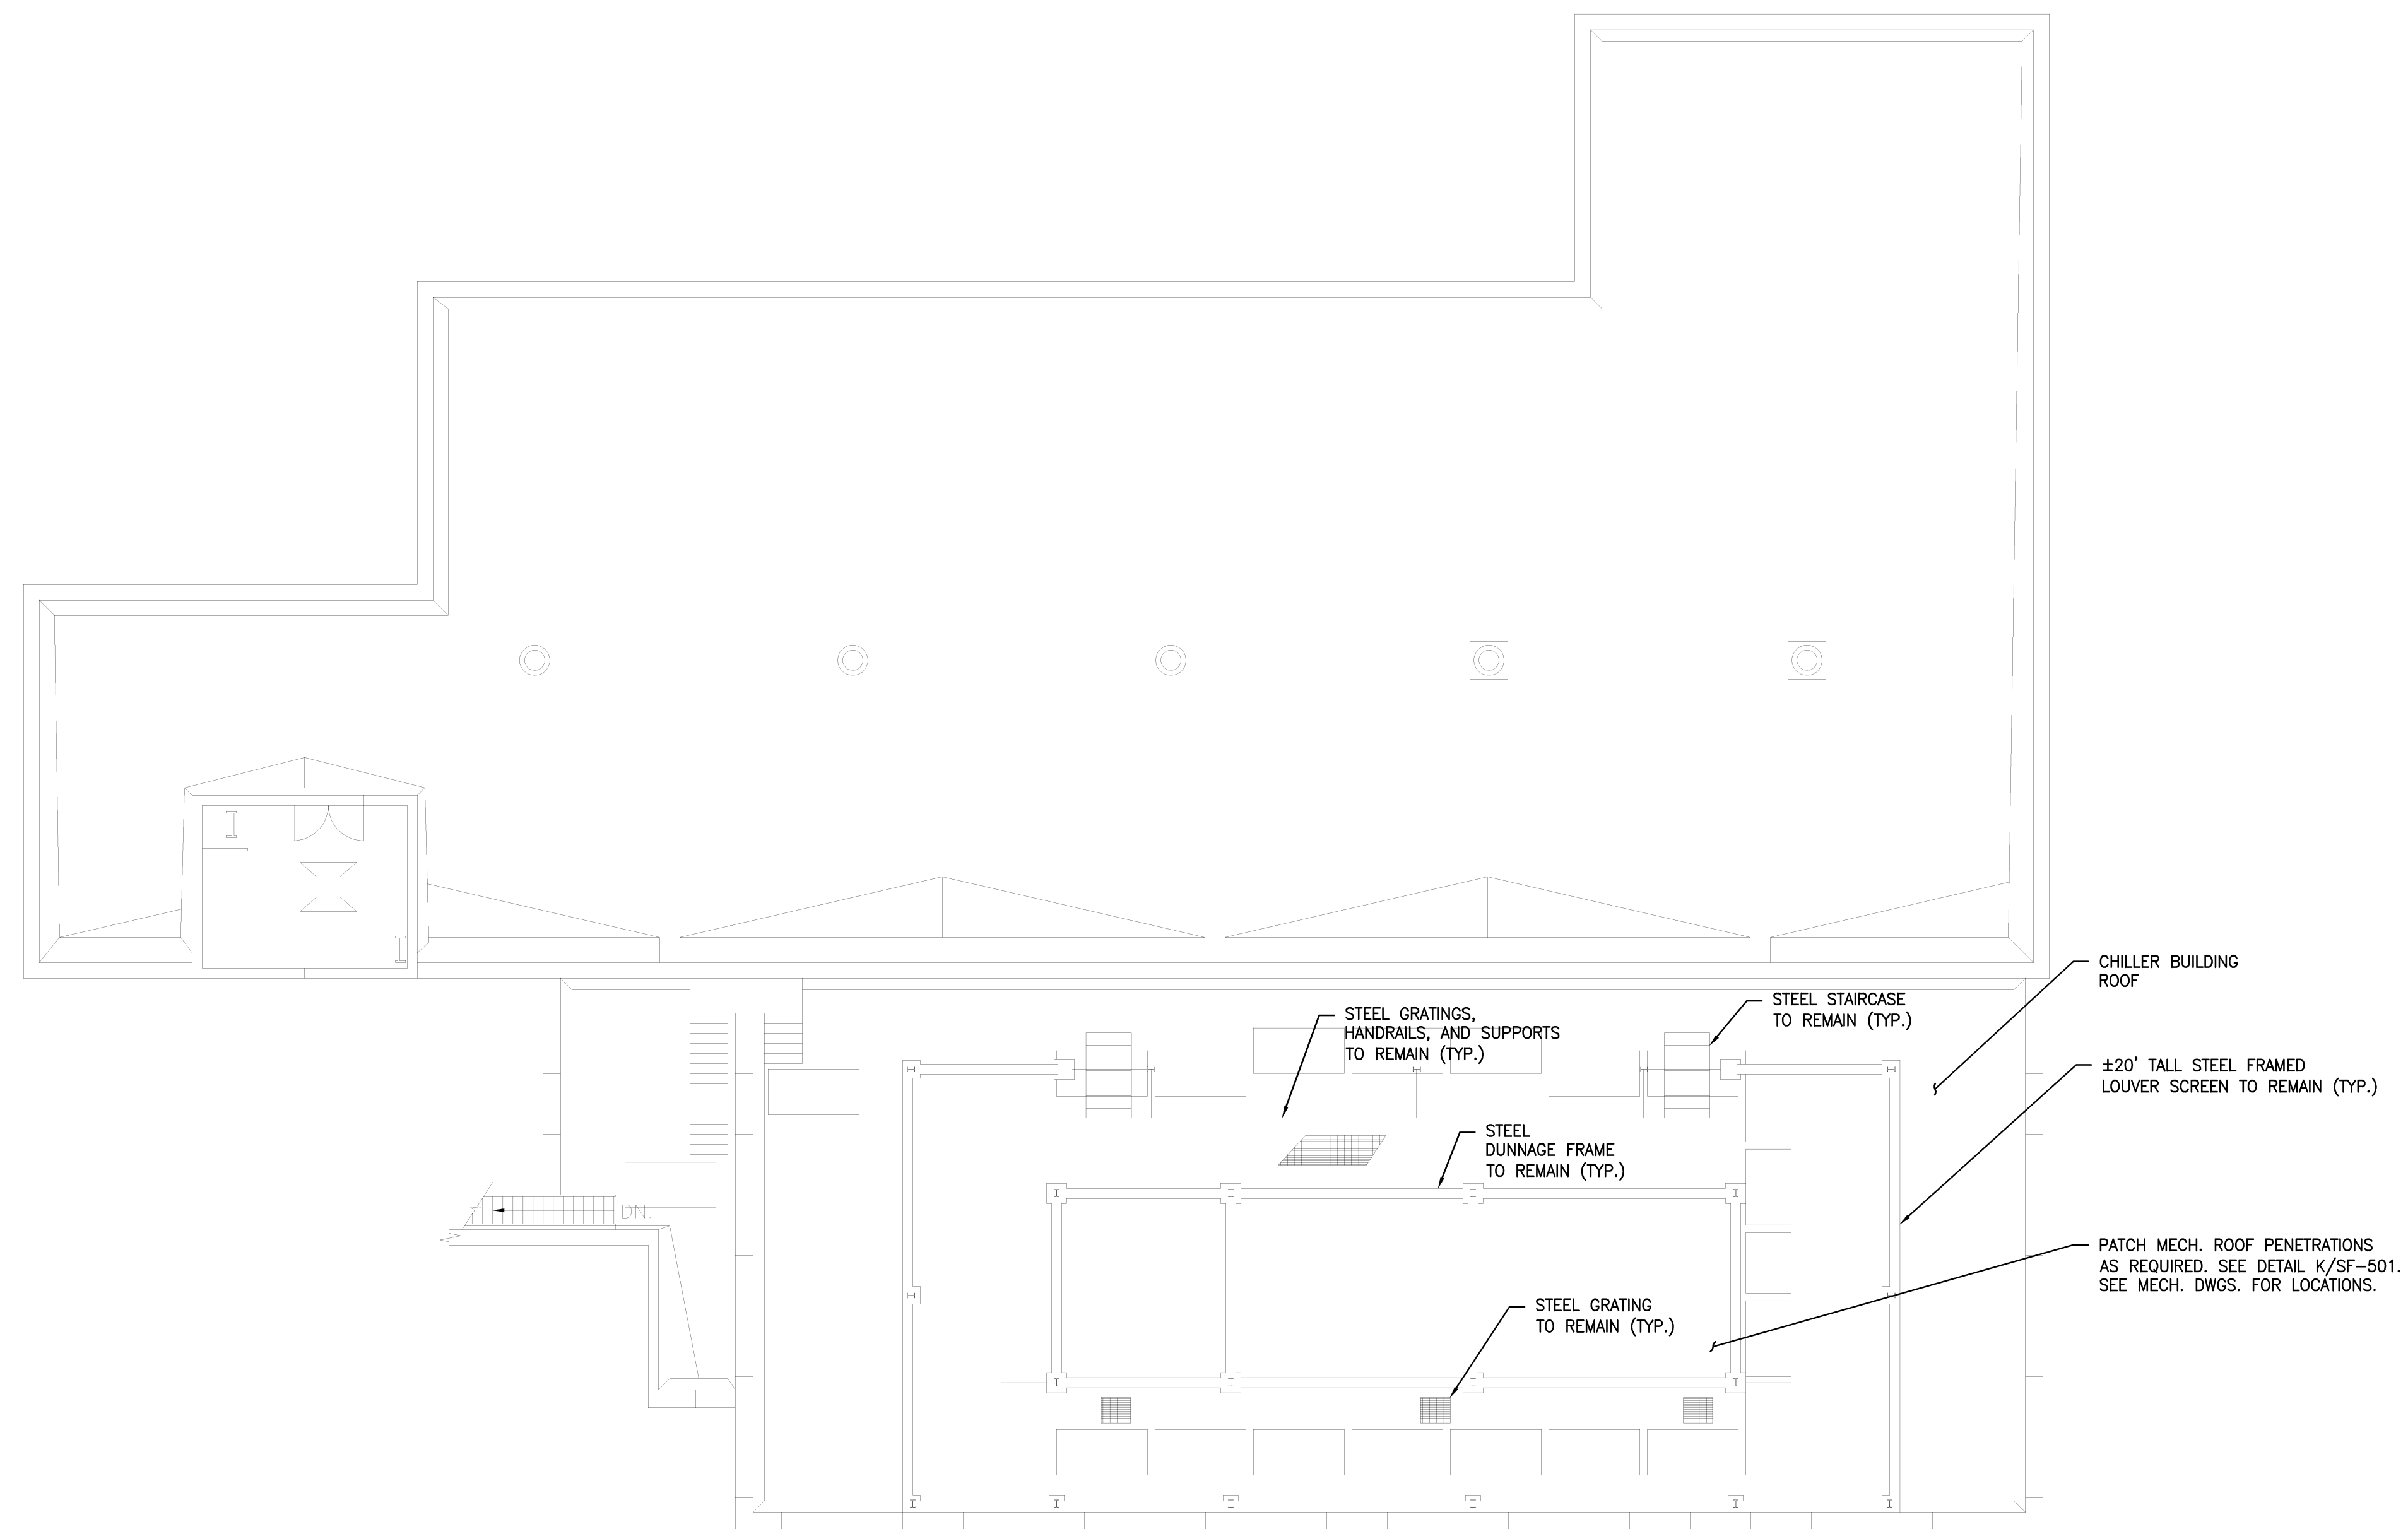 CHILLER BUILDING
ROOF
STEEL STAIRCASE
TO REMAIN (TYP.)
STEEL GRATINGS,
HANDRAILS, AND SUPPORTS
TO REMAIN (TYP.)
±20' TALL STEEL FRAMED
LOUVER SCREEN TO REMAIN (TYP.)
STEEL
DUNNAGE FRAME
TO REMAIN (TYP.)
DN.
PATCH MECH. ROOF PENETRATIONS
AS REQUIRED. SEE DETAIL K/SF-501.
SEE MECH. DWGS. FOR LOCATIONS.
STEEL GRATING
TO REMAIN (TYP.)